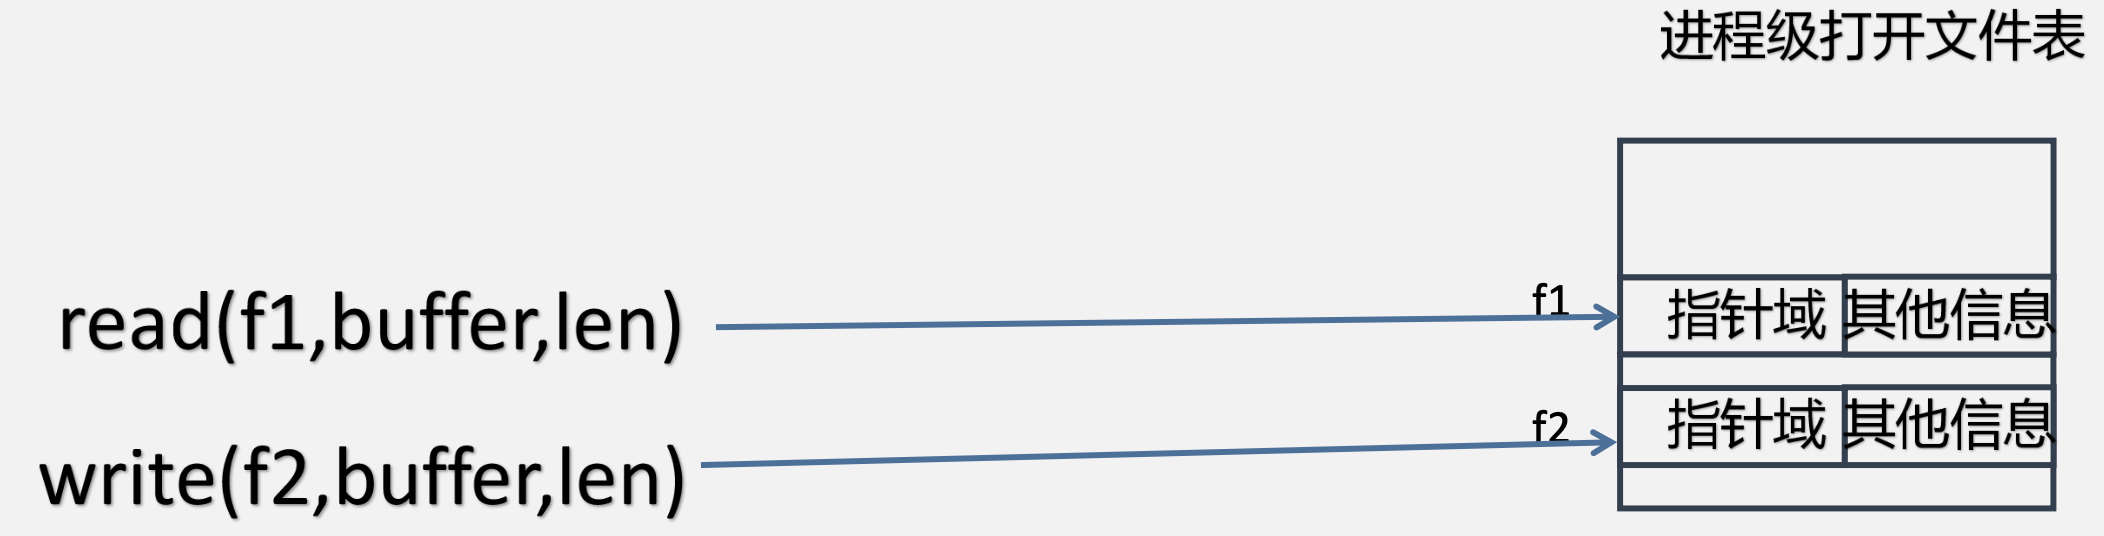 进程级打开文件表
read(f1,buffer,len)
f1
指针域 其他信息
write(f2,buffer,len)
f2
指针域 其他信息